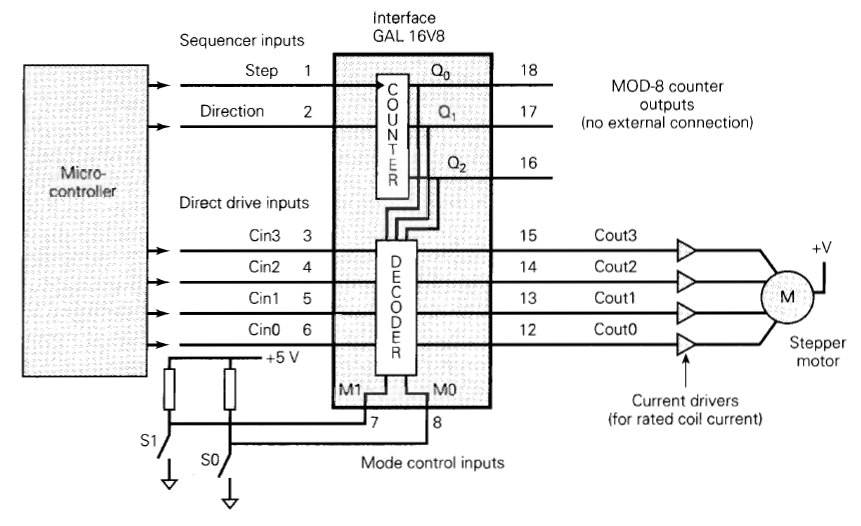 Interface
GAL 16V8
Sequencer inputs
Step 1
Q0 18
Direction 2
Q1 17
MOD-8 counter
outputs
(no external connection)
COUNTER
Q2 16
Micro-
controller
Direct drive inputs
Cin3 3
15 Cout3
Cin2 4
14 Cout2
Cin1 5
13 Cout1
Cin0 6
12 Cout0
DECODER
+V
M
Stepper
motor
+5 V
M1 M0
7 8
S1
S0
Current drivers
(for rated coil current)
Mode control inputs